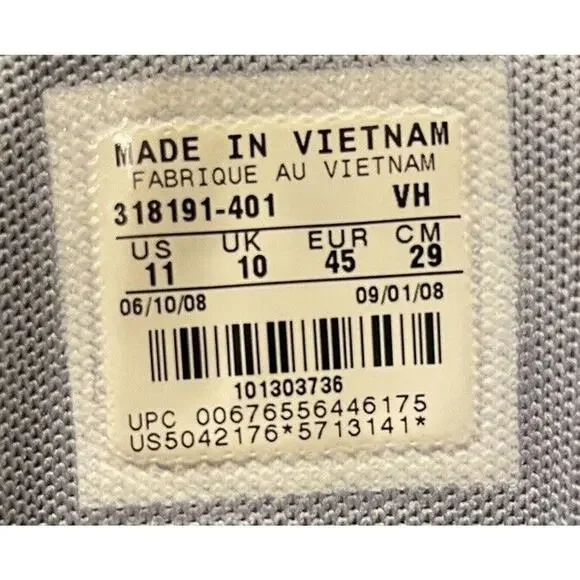 MADE IN VIETNAM
FABRIQUE AU VIETNAM
318191-401 VH
US UK EUR CM
11 10 45 29
06/10/08 09/01/08
101303736
UPC 00676556446175
US5042176*5713141*